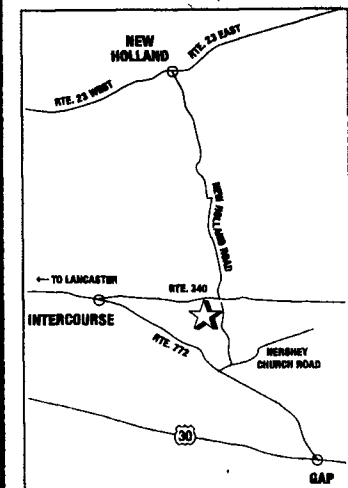 NEW
HOLLAND
RTE. 23 EAST
RTE. 23 WEST
NEW HOLLAND ROAD
← TO LANCASTER
RTE. 340
INTERCOURSE
RTE. 772
HERSHEY
CHURCH ROAD
30
GAP